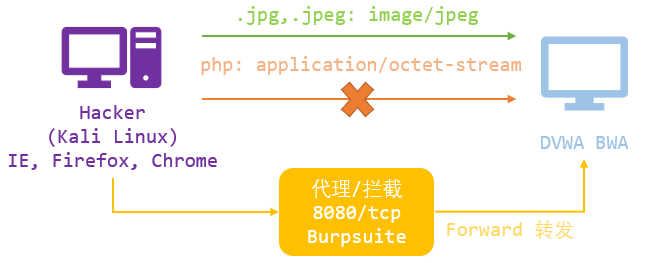 .jpg,.jpeg: image/jpeg
php: application/octet-stream
Hacker
(Kali Linux)
IE, Firefox, Chrome
DVWA BWA
代理/拦截
8080/tcp
Burpsuite
Forward 转发